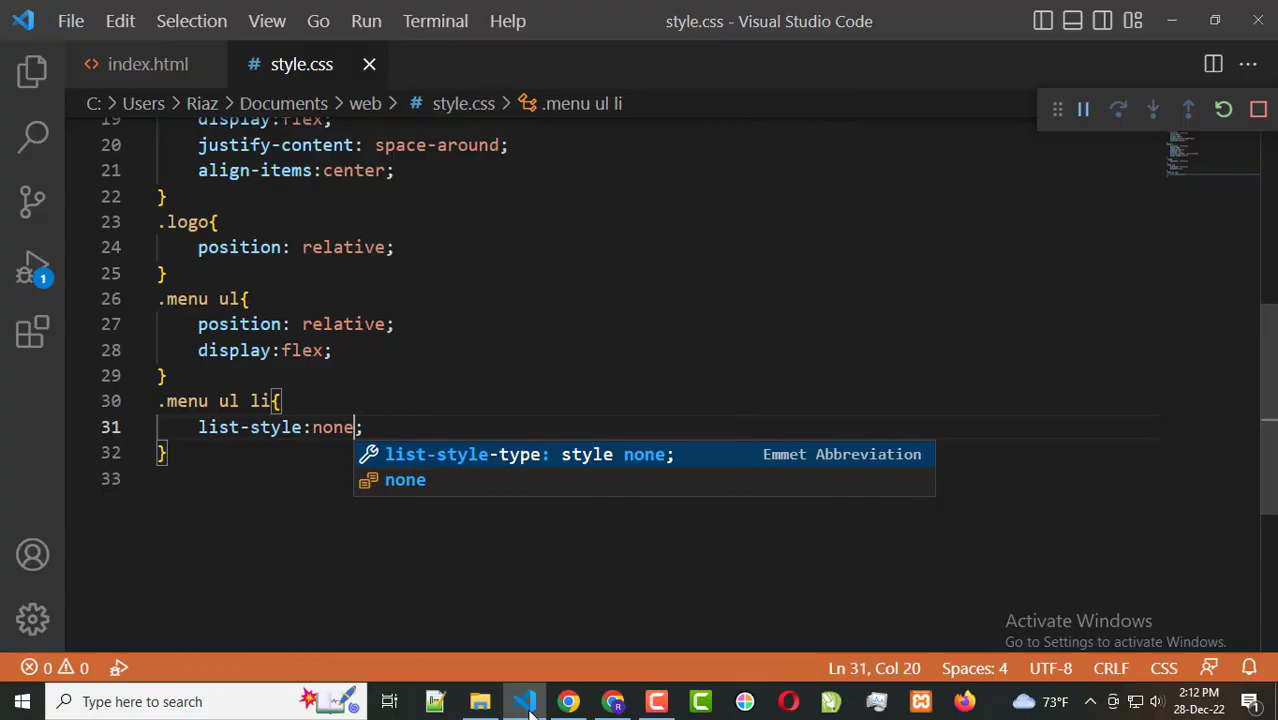 File Edit Selection View Go Run Terminal Help style.css - Visual Studio Code
index.html # style.css
C: > Users > Riaz > Documents > web > # style.css > .menu ul li
19 display:flex;
20 justify-content: space-around;
21 align-items:center;
22 }
23 .logo{
24 position: relative;
25 }
26 .menu ul{
27 position: relative;
28 display:flex;
29 }
30 .menu ul li{
31 list-style:none;
32 }
list-style-type: style none; Emmet Abbreviation
none
33
1
Activate Windows
Go to Settings to activate Windows.
0 0 Ln 31, Col 20 Spaces: 4 UTF-8 CRLF CSS
Type here to search 73°F 2:12 PM
28-Dec-22 1